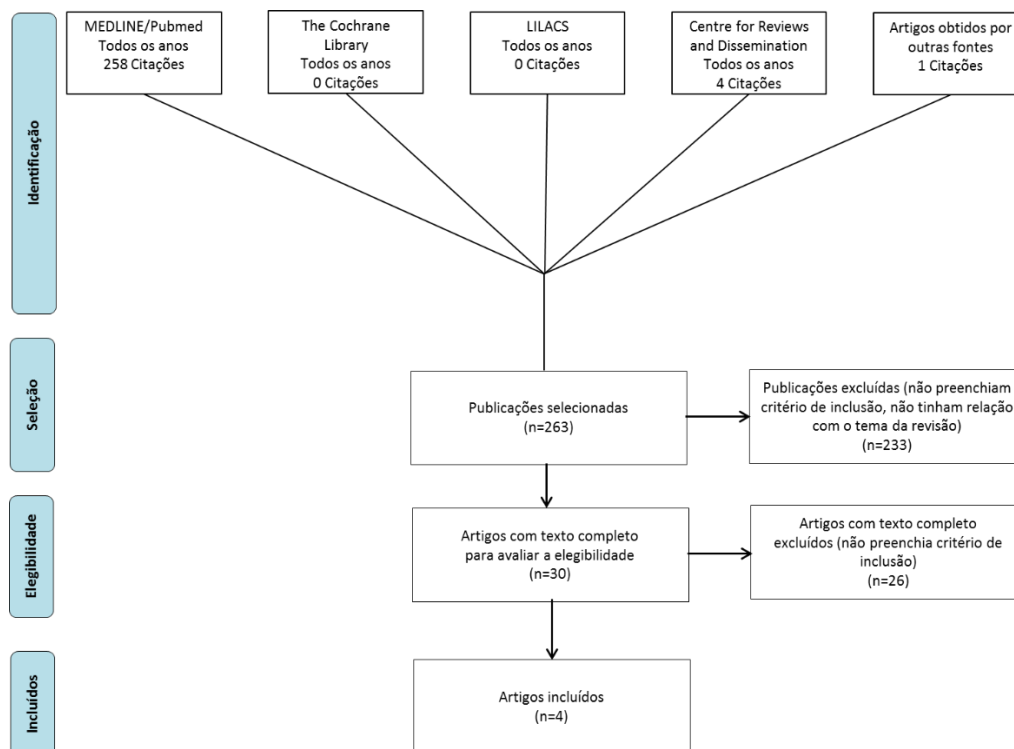 Identificação
MEDLINE/Pubmed
Todos os anos
258 Citações
The Cochrane
Library
Todos os anos
0 Citações
LILACS
Todos os anos
0 Citações
Centre for Reviews
and Dissemination
Todos os anos
4 Citações
Artigos obtidos por
outras fontes
1 Citações
Seleção
Publicações selecionadas
(n=263)
Publicações excluídas (não preenchiam
critério de inclusão, não tinham relação
com o tema da revisão)
(n=233)
Elegibilidade
Artigos com texto completo
para avaliar a elegibilidade
(n=30)
Artigos com texto completo
excluídos (não preenchia critério de
inclusão)
(n=26)
Incluídos
Artigos incluídos
(n=4)